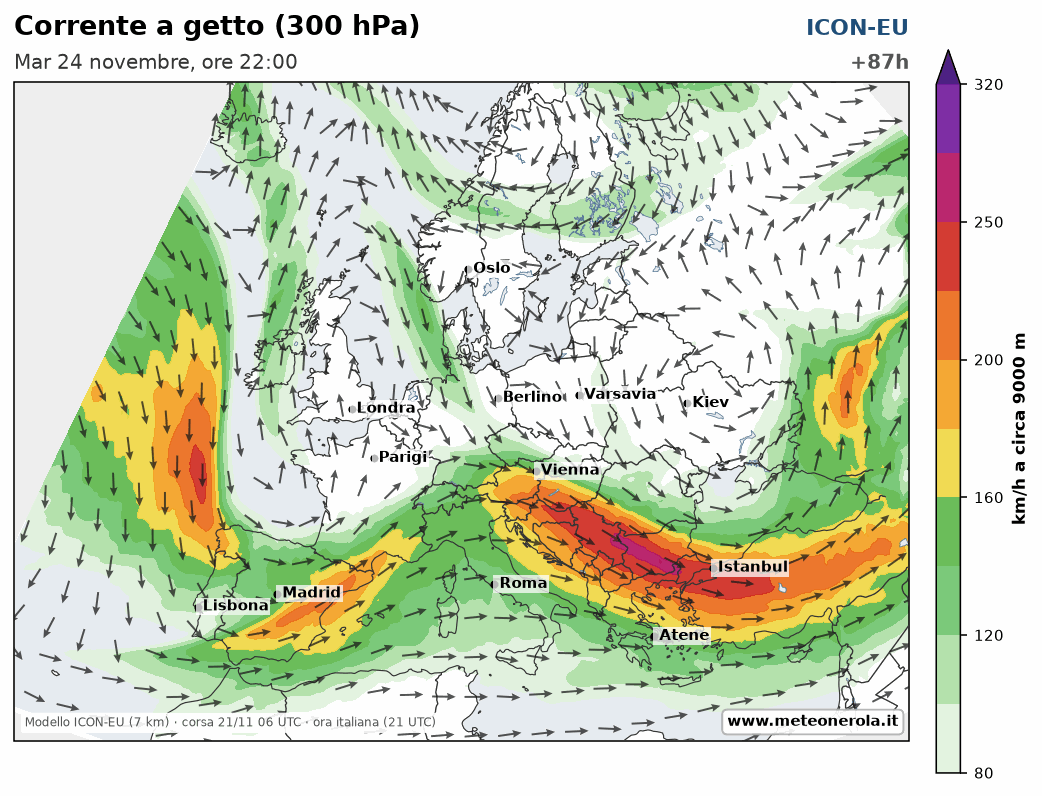 Corrente a getto (300 hPa)
ICON-EU
Mar 24 novembre, ore 22:00
+87h
320
250
200
160
120
80
km/h a circa 9000 m
Oslo
Berlino
Varsavia
Kiev
Londra
Parigi
Vienna
Istanbul
Roma
Madrid
Lisbona
Atene
Modello ICON-EU (7 km) · corsa 21/11 06 UTC · ora italiana (21 UTC)
www.meteonerola.it